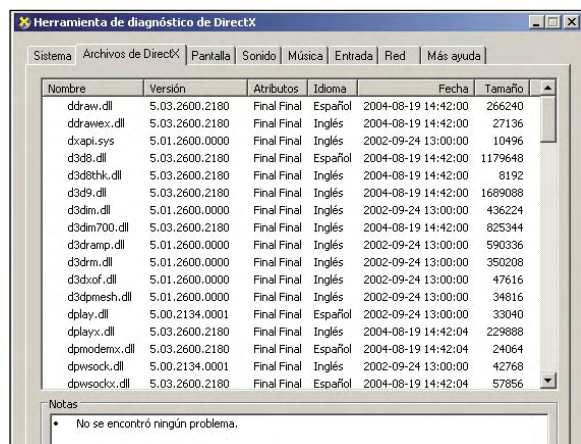 Herramienta de diagnóstico de DirectX
Sistema Archivos de DirectX Pantalla Sonido Música Entrada Red Más ayuda
Nombre Versión Atributos Idioma Fecha Tamaño
ddraw.dll 5.03.2600.2180 Final Final Español 2004-08-19 14:42:00 266240
ddrawex.dll 5.03.2600.2180 Final Final Inglés 2004-08-19 14:42:00 27136
dxapi.sys 5.01.2600.0000 Final Final Inglés 2002-09-24 13:00:00 10496
d3d8.dll 5.03.2600.2180 Final Final Español 2004-08-19 14:42:00 1179648
d3d8thk.dll 5.03.2600.2180 Final Final Inglés 2004-08-19 14:42:00 8192
d3d9.dll 5.03.2600.2180 Final Final Inglés 2004-08-19 14:42:00 1689088
d3dim.dll 5.01.2600.0000 Final Final Inglés 2002-09-24 13:00:00 436224
d3dim700.dll 5.03.2600.2180 Final Final Inglés 2004-08-19 14:42:00 825344
d3dramp.dll 5.01.2600.0000 Final Final Inglés 2002-09-24 13:00:00 590336
d3drm.dll 5.01.2600.0000 Final Final Inglés 2002-09-24 13:00:00 350208
d3dxof.dll 5.01.2600.0000 Final Final Inglés 2002-09-24 13:00:00 47616
d3dpmesh.dll 5.01.2600.0000 Final Final Inglés 2002-09-24 13:00:00 34816
dplay.dll 5.00.2134.0001 Final Final Español 2002-09-24 13:00:00 33040
dplayx.dll 5.03.2600.2180 Final Final Inglés 2004-08-19 14:42:04 229888
dpmodemx.dll 5.03.2600.2180 Final Final Español 2004-08-19 14:42:04 24064
dpwsock.dll 5.00.2134.0001 Final Final Inglés 2002-09-24 13:00:00 42768
dpwsockx.dll 5.03.2600.2180 Final Final Español 2004-08-19 14:42:04 57856
Notas
• No se encontró ningún problema.